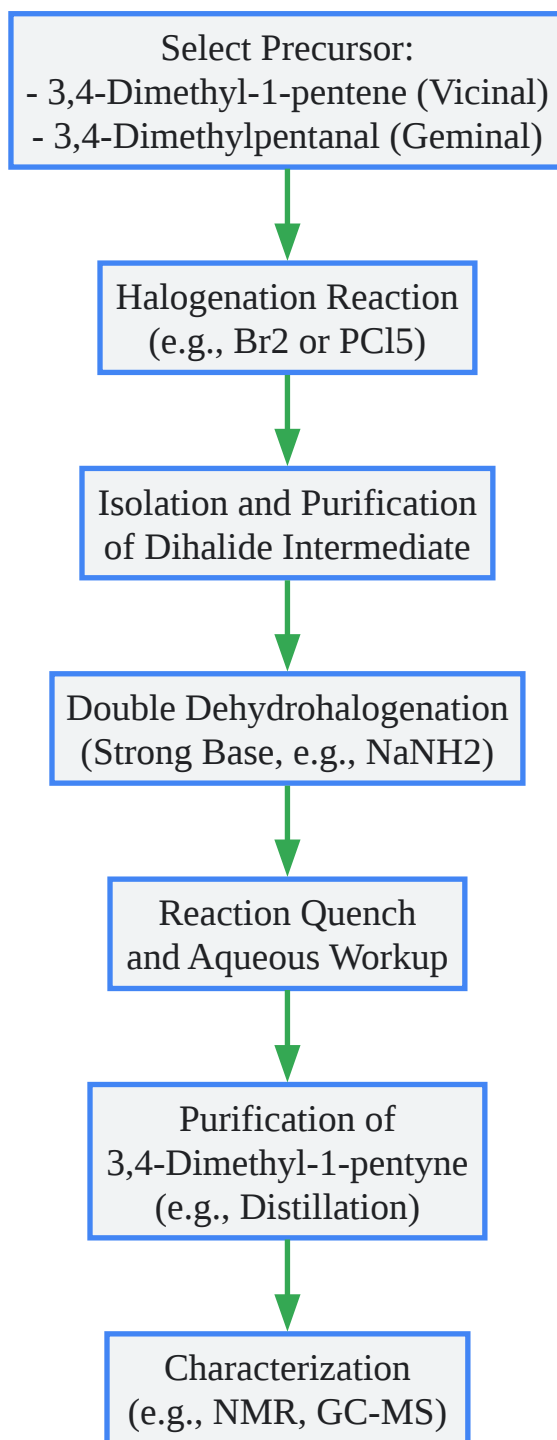 Select Precursor:
- 3,4-Dimethyl-1-pentene (Vicinal)
- 3,4-Dimethylpentanal (Geminal)
Halogenation Reaction
(e.g., Br2 or PCl5)
Isolation and Purification
of Dihalide Intermediate
Double Dehydrohalogenation
(Strong Base, e.g., NaNH2)
Reaction Quench
and Aqueous Workup
Purification of
3,4-Dimethyl-1-pentyne
(e.g., Distillation)
Characterization
(e.g., NMR, GC-MS)